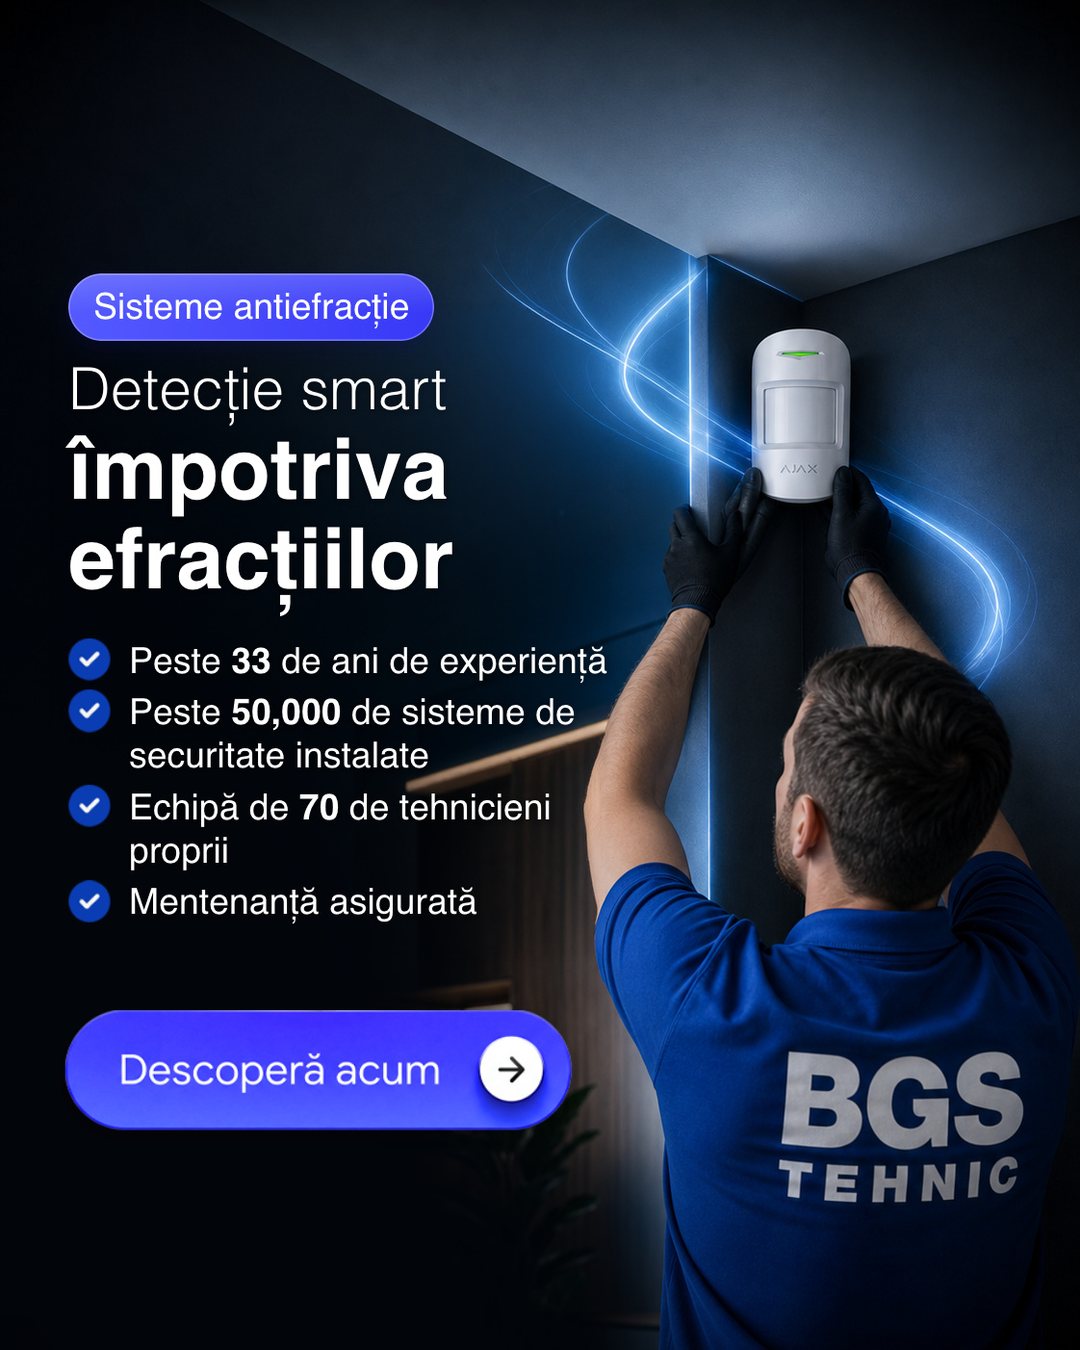 Sisteme antiefracție
Detecție smart
împotriva
efracțiilor
Peste 33 de ani de experiență
Peste 50,000 de sisteme de
securitate instalate
Echipă de 70 de tehnicieni
proprii
Mentenanță asigurată
Descoperă acum
AJAX
BGS
TEHNIC